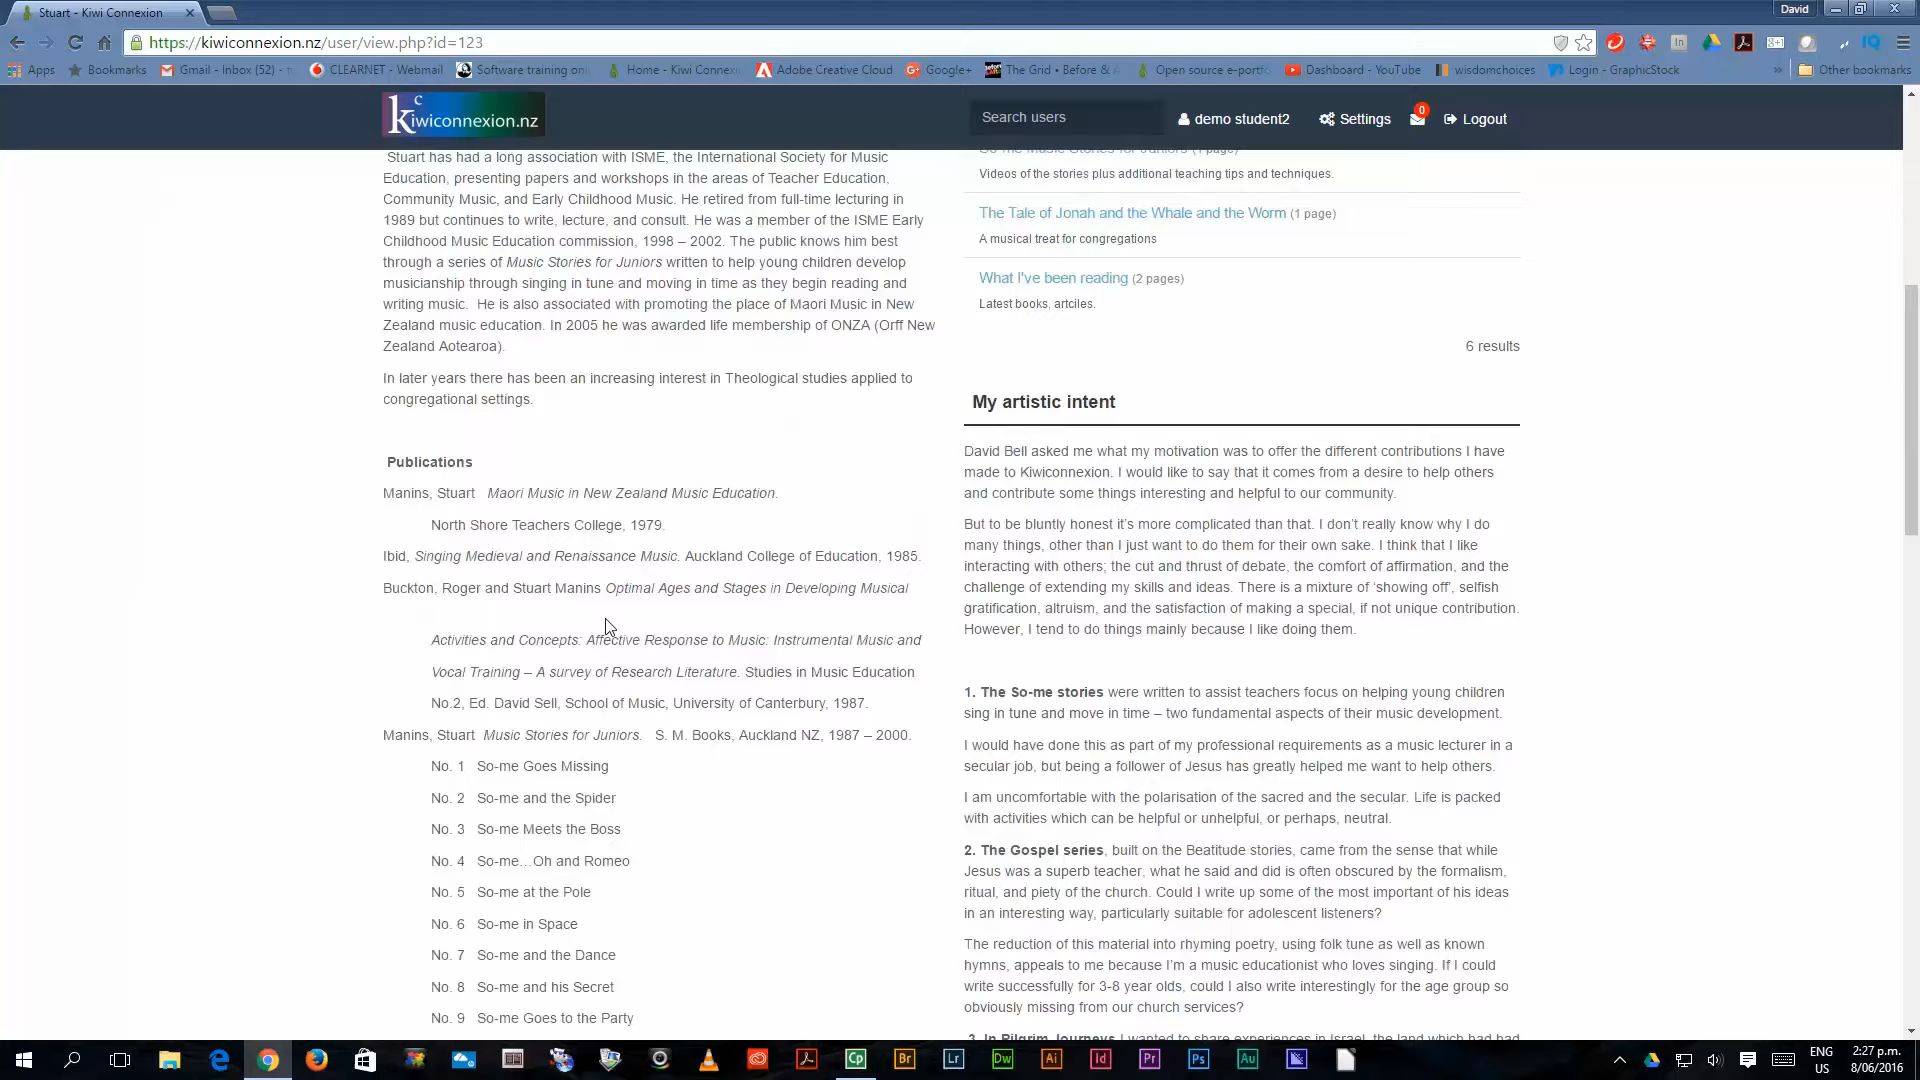 Stuart - Kiwi Connexion
David
https://kiwiconnexion.nz/user/view.php?id=123
Apps
Bookmarks
Gmail - Inbox (52) -
CLEARNET - Webmail
Software training on
Home - Kiwi Connex
Adobe Creative Cloud
Google+
The Grid • Before &
Open source e-portf
Dashboard - YouTube
wisdomchoices
Login - GraphicStock
Other bookmarks
kc iwiconnexion.nz
Search users
demo student2
Settings
0
Logout
Stuart has had a long association with ISME, the International Society for Music
Education, presenting papers and workshops in the areas of Teacher Education,
Community Music, and Early Childhood Music. He retired from full-time lecturing in
1989 but continues to write, lecture, and consult. He was a member of the ISME Early
Childhood Music Education commission, 1998 – 2002. The public knows him best
through a series of Music Stories for Juniors written to help young children develop
musicianship through singing in tune and moving in time as they begin reading and
writing music.  He is also associated with promoting the place of Maori Music in New
Zealand music education. In 2005 he was awarded life membership of ONZA (Orff New
Zealand Aotearoa).
In later years there has been an increasing interest in Theological studies applied to
congregational settings.
Publications
Manins, Stuart   Maori Music in New Zealand Music Education.
North Shore Teachers College, 1979.
Ibid, Singing Medieval and Renaissance Music. Auckland College of Education, 1985.
Buckton, Roger and Stuart Manins Optimal Ages and Stages in Developing Musical
Activities and Concepts: Affective Response to Music: Instrumental Music and
Vocal Training – A survey of Research Literature. Studies in Music Education
No.2, Ed. David Sell, School of Music, University of Canterbury, 1987.
Manins, Stuart  Music Stories for Juniors.   S. M. Books, Auckland NZ, 1987 – 2000.
No. 1   So-me Goes Missing
No. 2   So-me and the Spider
No. 3   So-me Meets the Boss
No. 4   So-me…Oh and Romeo
No. 5   So-me at the Pole
No. 6   So-me in Space
No. 7   So-me and the Dance
No. 8   So-me and his Secret
No. 9   So-me Goes to the Party
So-me Music Stories for Juniors (1 page)
Videos of the stories plus additional teaching tips and techniques.
The Tale of Jonah and the Whale and the Worm (1 page)
A musical treat for congregations
What I've been reading (2 pages)
Latest books, artciles.
6 results
My artistic intent
David Bell asked me what my motivation was to offer the different contributions I have
made to Kiwiconnexion. I would like to say that it comes from a desire to help others
and contribute some things interesting and helpful to our community.
But to be bluntly honest it's more complicated than that. I don't really know why I do
many things, other than I just want to do them for their own sake. I think that I like
interacting with others; the cut and thrust of debate, the comfort of affirmation, and the
challenge of extending my skills and ideas. There is a mixture of 'showing off', selfish
gratification, altruism, and the satisfaction of making a special, if not unique contribution.
However, I tend to do things mainly because I like doing them.
1. The So-me stories were written to assist teachers focus on helping young children
sing in tune and move in time – two fundamental aspects of their music development.
I would have done this as part of my professional requirements as a music lecturer in a
secular job, but being a follower of Jesus has greatly helped me want to help others.
I am uncomfortable with the polarisation of the sacred and the secular. Life is packed
with activities which can be helpful or unhelpful, or perhaps, neutral.
2. The Gospel series, built on the Beatitude stories, came from the sense that while
Jesus was a superb teacher, what he said and did is often obscured by the formalism,
ritual, and piety of the church. Could I write up some of the most important of his ideas
in an interesting way, particularly suitable for adolescent listeners?
The reduction of this material into rhyming poetry, using folk tune as well as known
hymns, appeals to me because I'm a music educationist who loves singing. If I could
write successfully for 3-8 year olds, could I also write interestingly for the age group so
obviously missing from our church services?
3. In Pilgrim Journeys I wanted to share experiences in Israel, the land which had had
Cp
Br
Lr
Dw
Ai
Id
Pr
Ps
Au
ENG
US
2:27 p.m.
8/06/2016